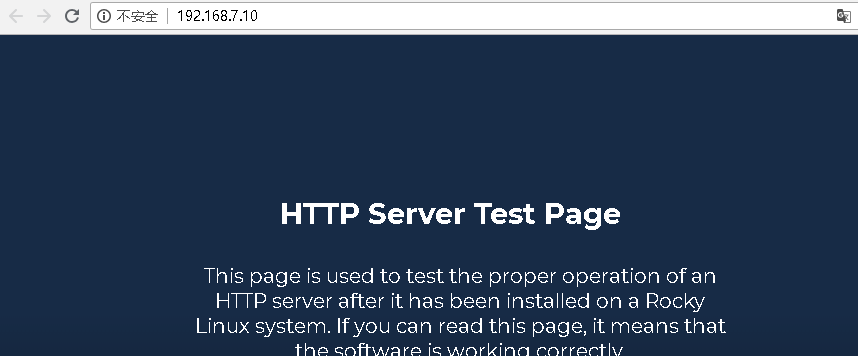 不安全 192.168.7.10
HTTP Server Test Page
This page is used to test the proper operation of an
HTTP server after it has been installed on a Rocky
Linux system. If you can read this page, it means that
the software is working correctly